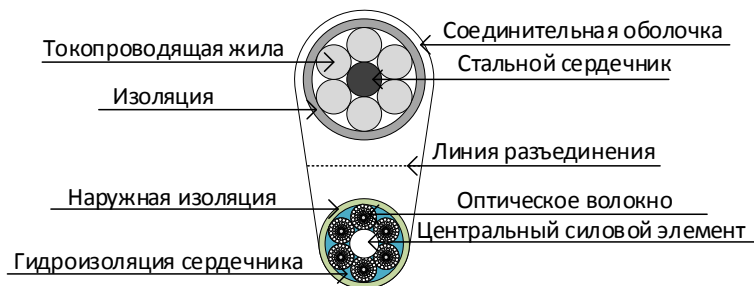 Соединительная оболочка
Токопроводящая жила
Стальной сердечник
Изоляция
Линия разъединения
Наружная изоляция
Оптическое волокно
Центральный силовой элемент
Гидроизоляция сердечника